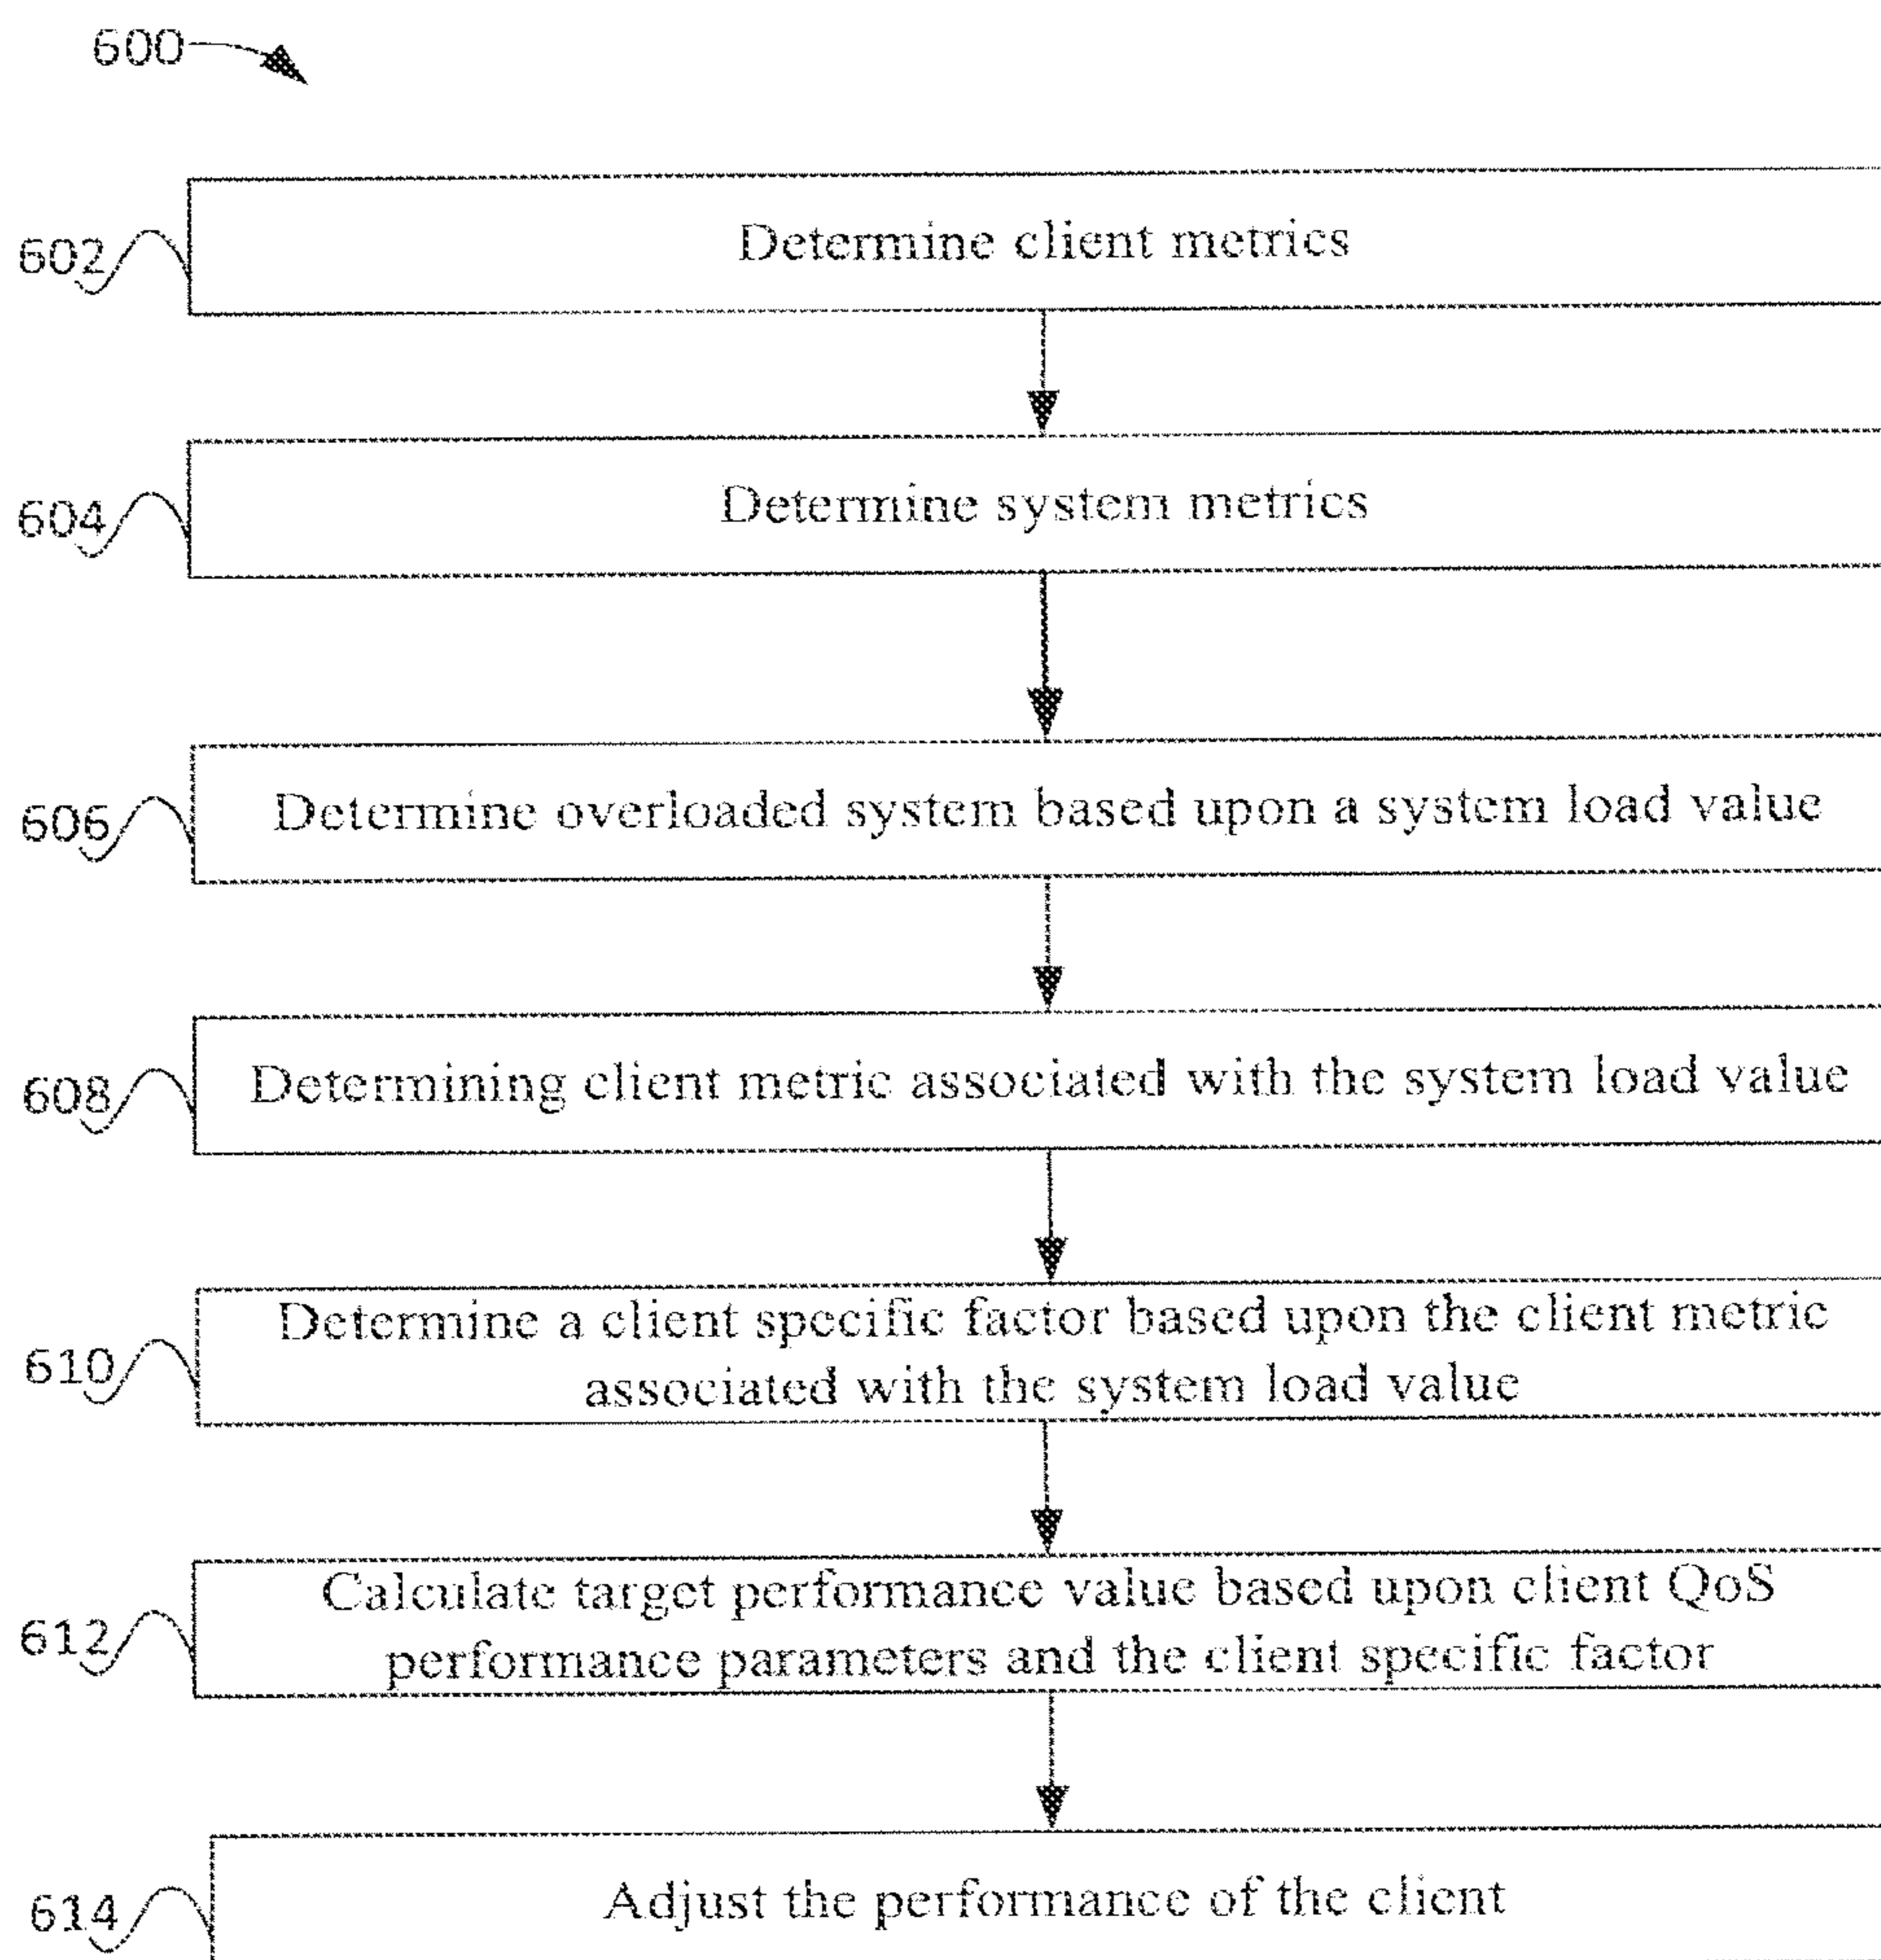 600
602
Determine client metrics
604
Determine system metrics
606
Determine overloaded system based upon a system load value
608
Determining client metric associated with the system load value
610
Determine a client specific factor based upon the client metric
associated with the system load value
612
Calculate target performance value based upon client QoS
performance parameters and the client specific factor
614
Adjust the performance of the client